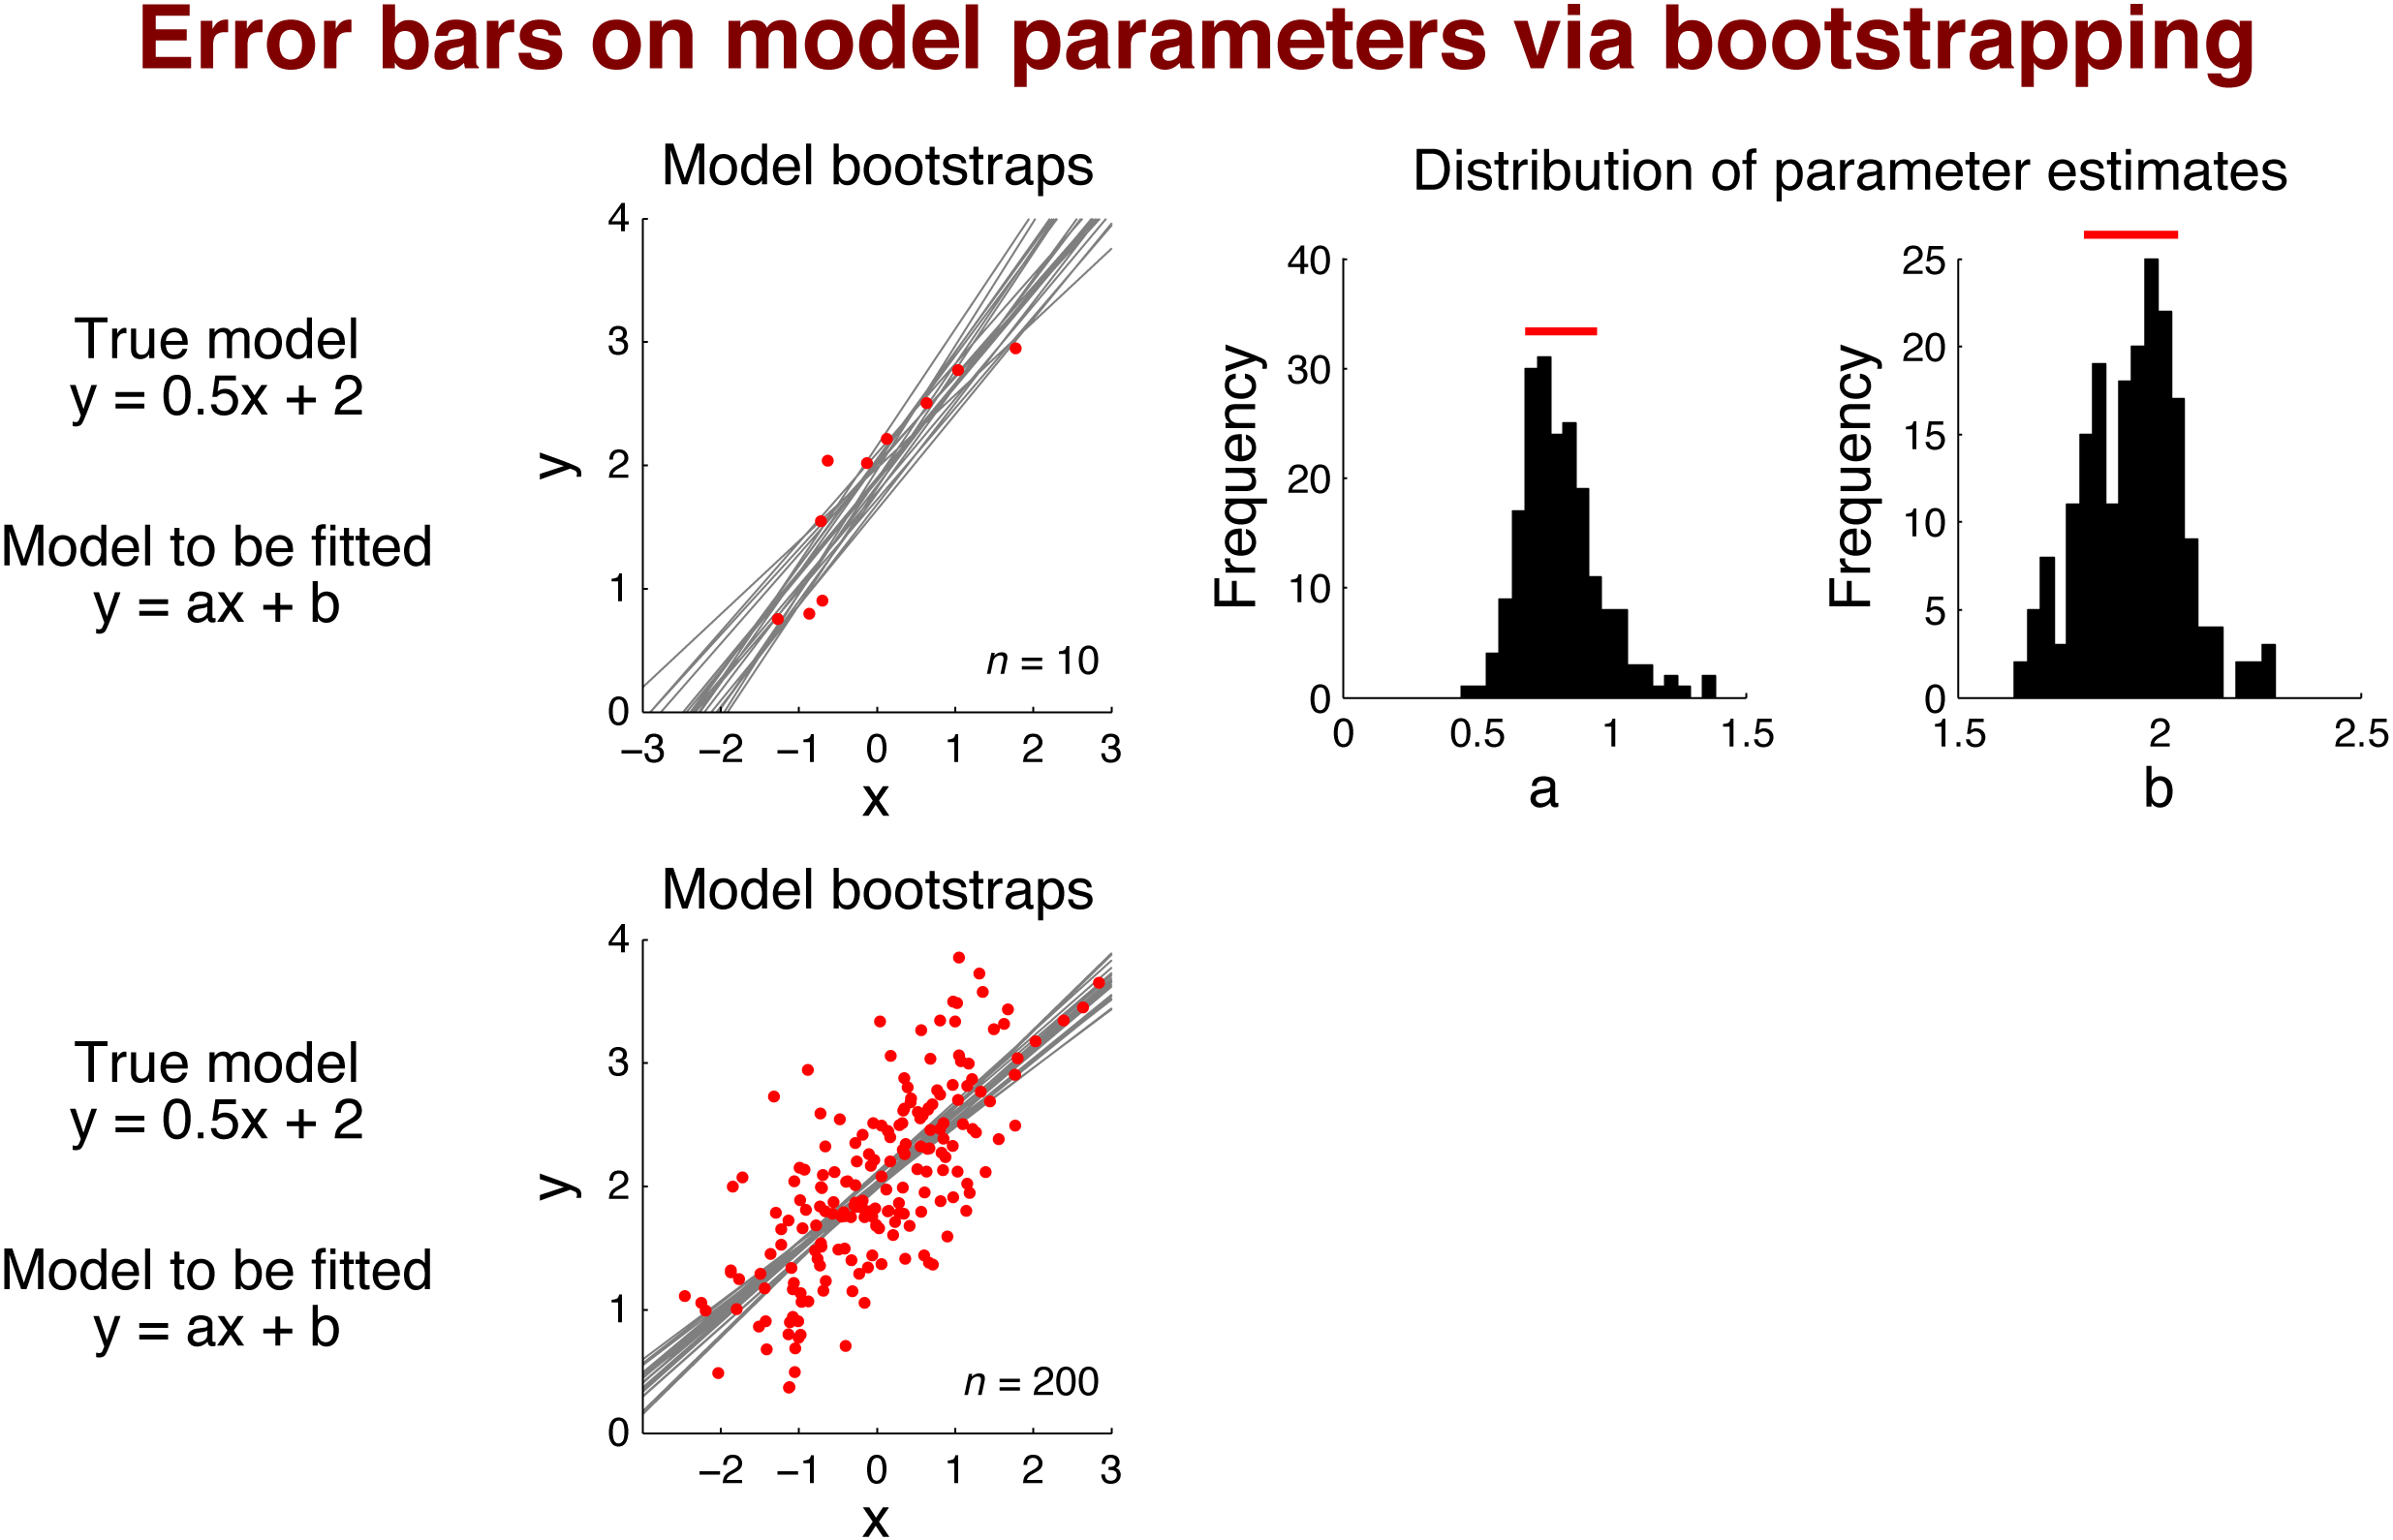 Error bars on model parameters via bootstrapping
Model bootstraps
Distribution of parameter estimates
True model
y = 0.5x + 2
Model to be fitted
y = ax + b
4
3
2
1
0
y
−3 −2 −1 0 1 2 3
x
n = 10
40
30
20
10
0
Frequency
0 0.5 1 1.5
a
25
20
15
10
5
0
Frequency
1.5 2 2.5
b
Model bootstraps
True model
y = 0.5x + 2
Model to be fitted
y = ax + b
4
3
2
1
0
y
−2 −1 0 1 2 3
x
n = 200